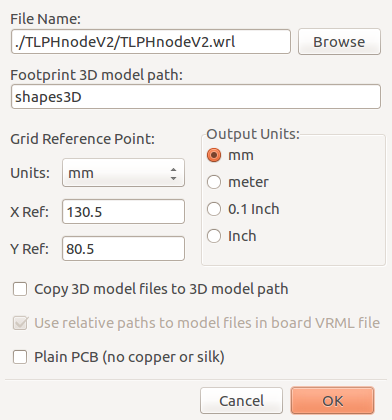 File Name:
./TLPHnodeV2/TLPHnodeV2.wrl Browse
Footprint 3D model path:
shapes3D
Grid Reference Point:
Units: mm
X Ref: 130.5
Y Ref: 80.5
Output Units:
mm
meter
0.1 Inch
Inch
Copy 3D model files to 3D model path
Use relative paths to model files in board VRML file
Plain PCB (no copper or silk)
Cancel OK